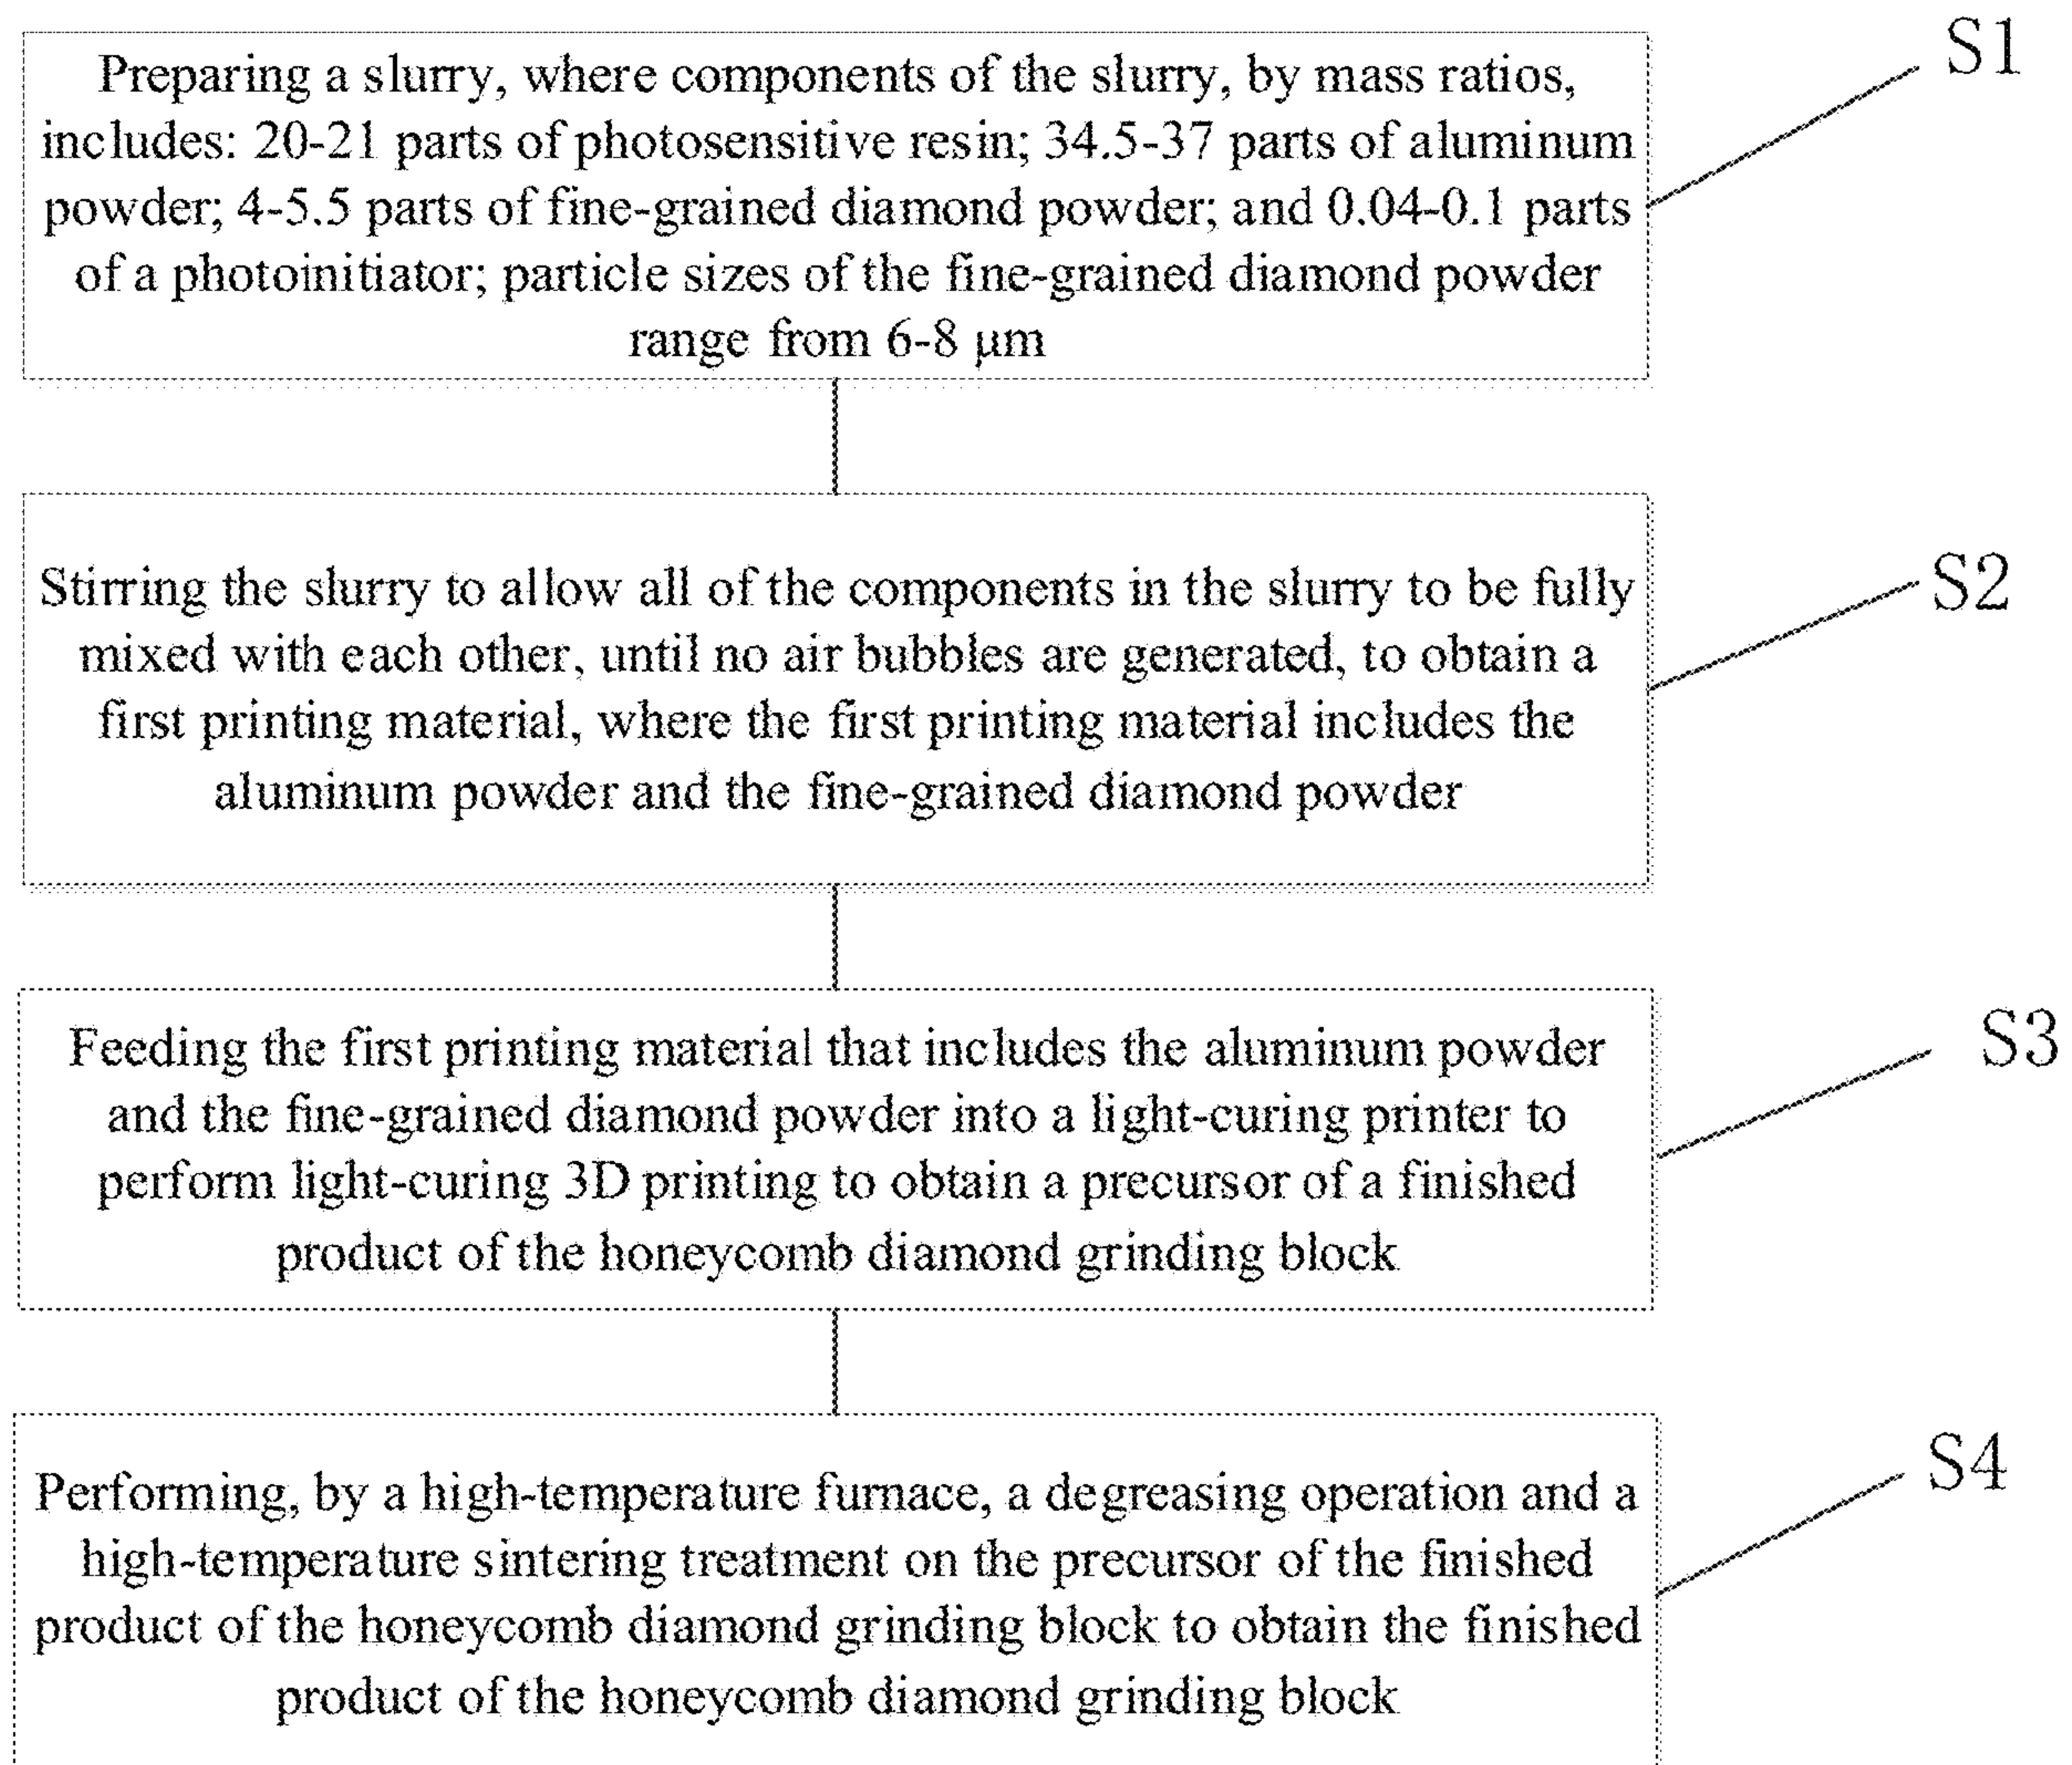 Preparing a slurry, where components of the slurry, by mass ratios,
includes: 20-21 parts of photosensitive resin; 34.5-37 parts of aluminum
powder; 4-5.5 parts of fine-grained diamond powder; and 0.04-0.1 parts
of a photoinitiator; particle sizes of the fine-grained diamond powder
range from 6-8 μm
S1
Stirring the slurry to allow all of the components in the slurry to be fully
mixed with each other, until no air bubbles are generated, to obtain a
first printing material, where the first printing material includes the
aluminum powder and the fine-grained diamond powder
S2
Feeding the first printing material that includes the aluminum powder
and the fine-grained diamond powder into a light-curing printer to
perform light-curing 3D printing to obtain a precursor of a finished
product of the honeycomb diamond grinding block
S3
Performing, by a high-temperature furnace, a degreasing operation and a
high-temperature sintering treatment on the precursor of the finished
product of the honeycomb diamond grinding block to obtain the finished
product of the honeycomb diamond grinding block
S4